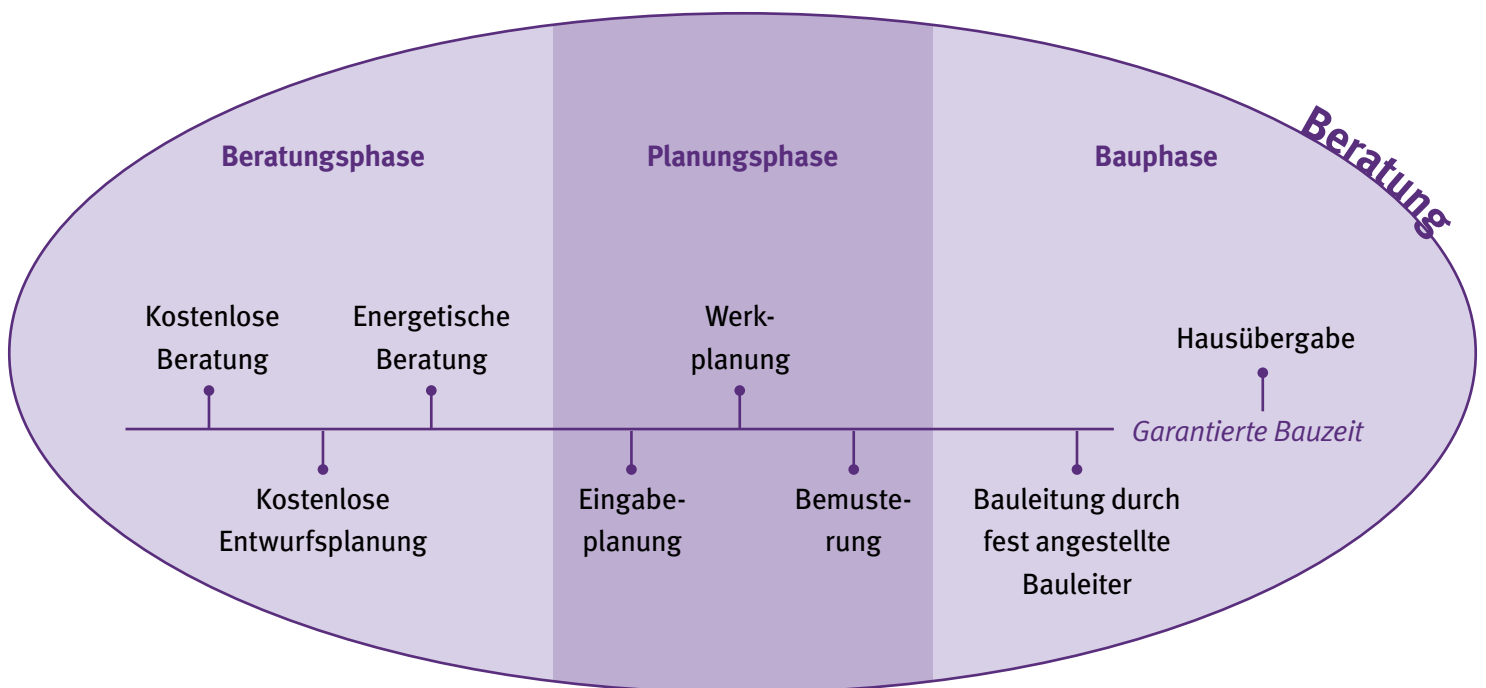 Beratung
Beratungsphase
Planungsphase
Bauphase
Kostenlose
Beratung
Energetische
Beratung
Werk-
planung
Hausübergabe
Garantierte Bauzeit
Kostenlose
Entwurfsplanung
Eingabe-
planung
Bemuste-
rung
Bauleitung durch
fest angestellte
Bauleiter